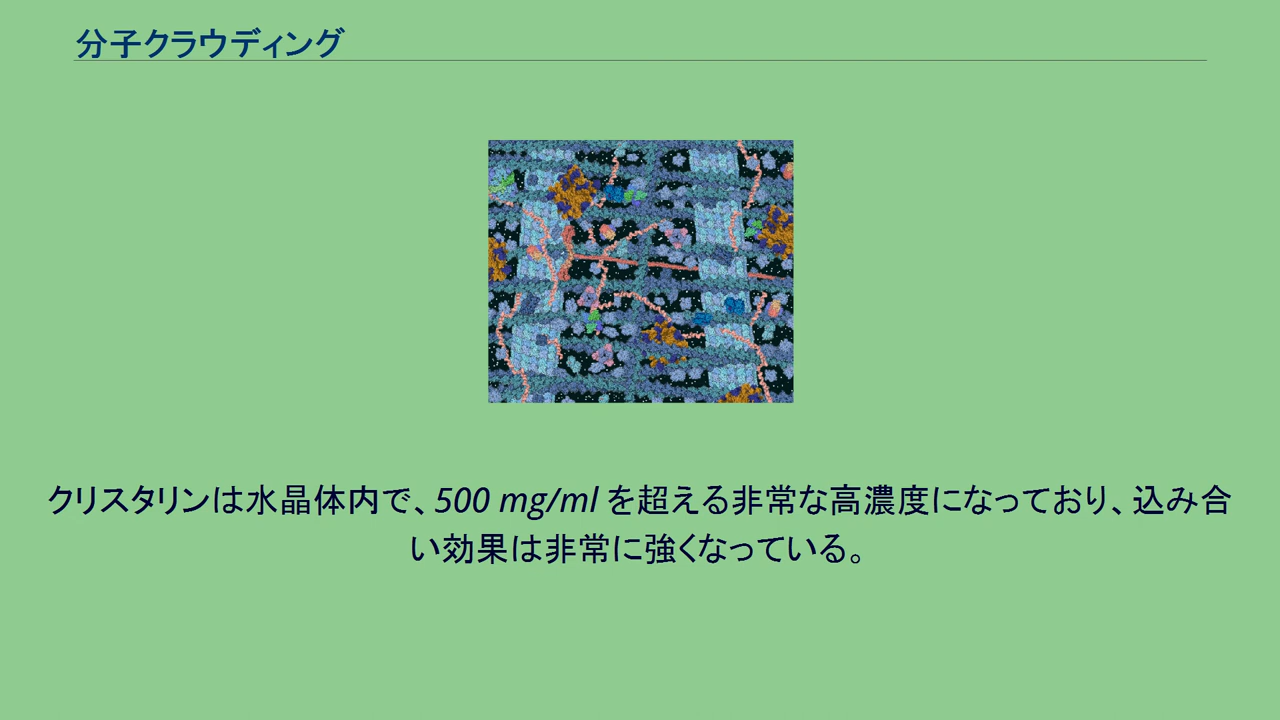 分子クラウディング
クリスタリンは水晶体内で、500 mg/ml を超える非常な高濃度になっており、込み合
い効果は非常に強くなっている。